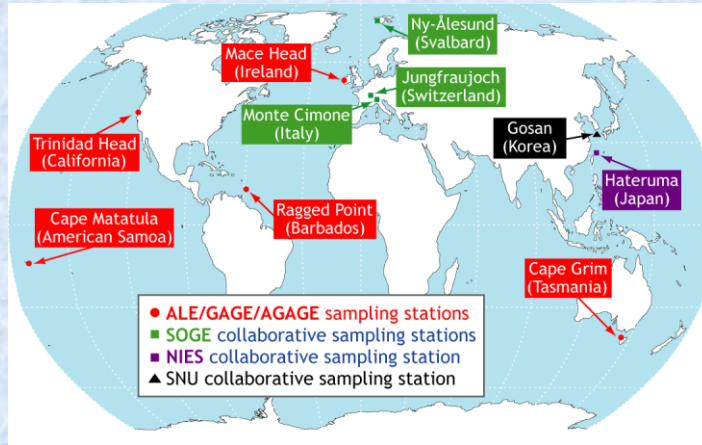 Ny-Ålesund
(Svalbard)
Mace Head
(Ireland)
Jungfraujoch
(Switzerland)
Monte Cimone
(Italy)
Gosan
(Korea)
Trinidad Head
(California)
Hateruma
(Japan)
Ragged Point
(Barbados)
Cape Matatula
(American Samoa)
Cape Grim
(Tasmania)
ALE/GAGE/AGAGE sampling stations
SOGE collaborative sampling stations
NIES collaborative sampling station
SNU collaborative sampling station